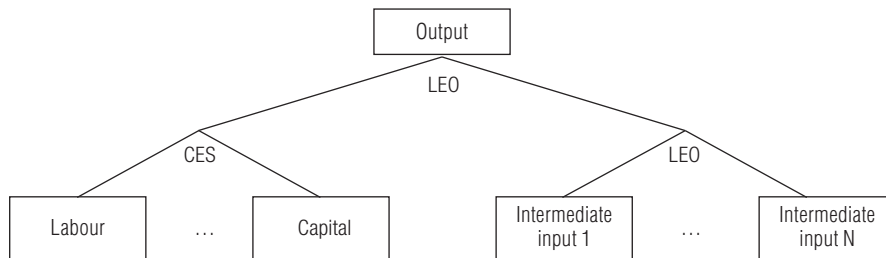 Output
LEO
CES
LEO
Labour
...
Capital
Intermediate
input 1
...
Intermediate
input N